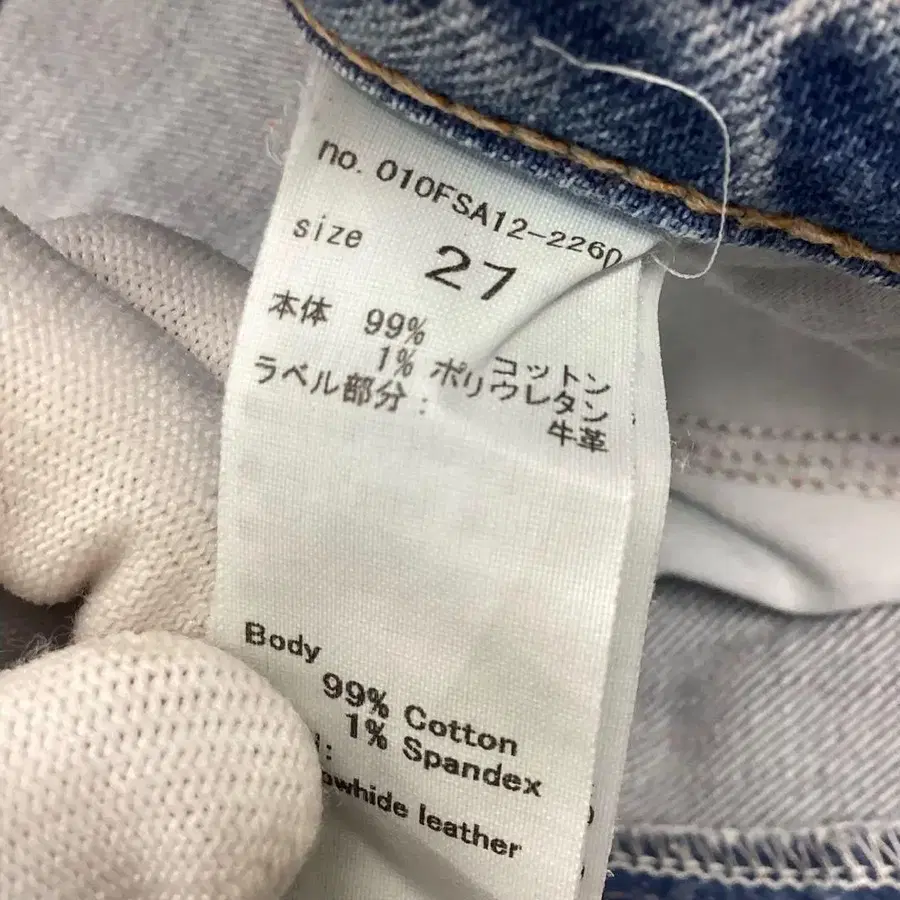 no. 010FSA12-2260
size 27
本体 99% コットン
1% ポリウレタン
ラベル部分: 牛革
Body
99% Cotton
1% Spandex
leather